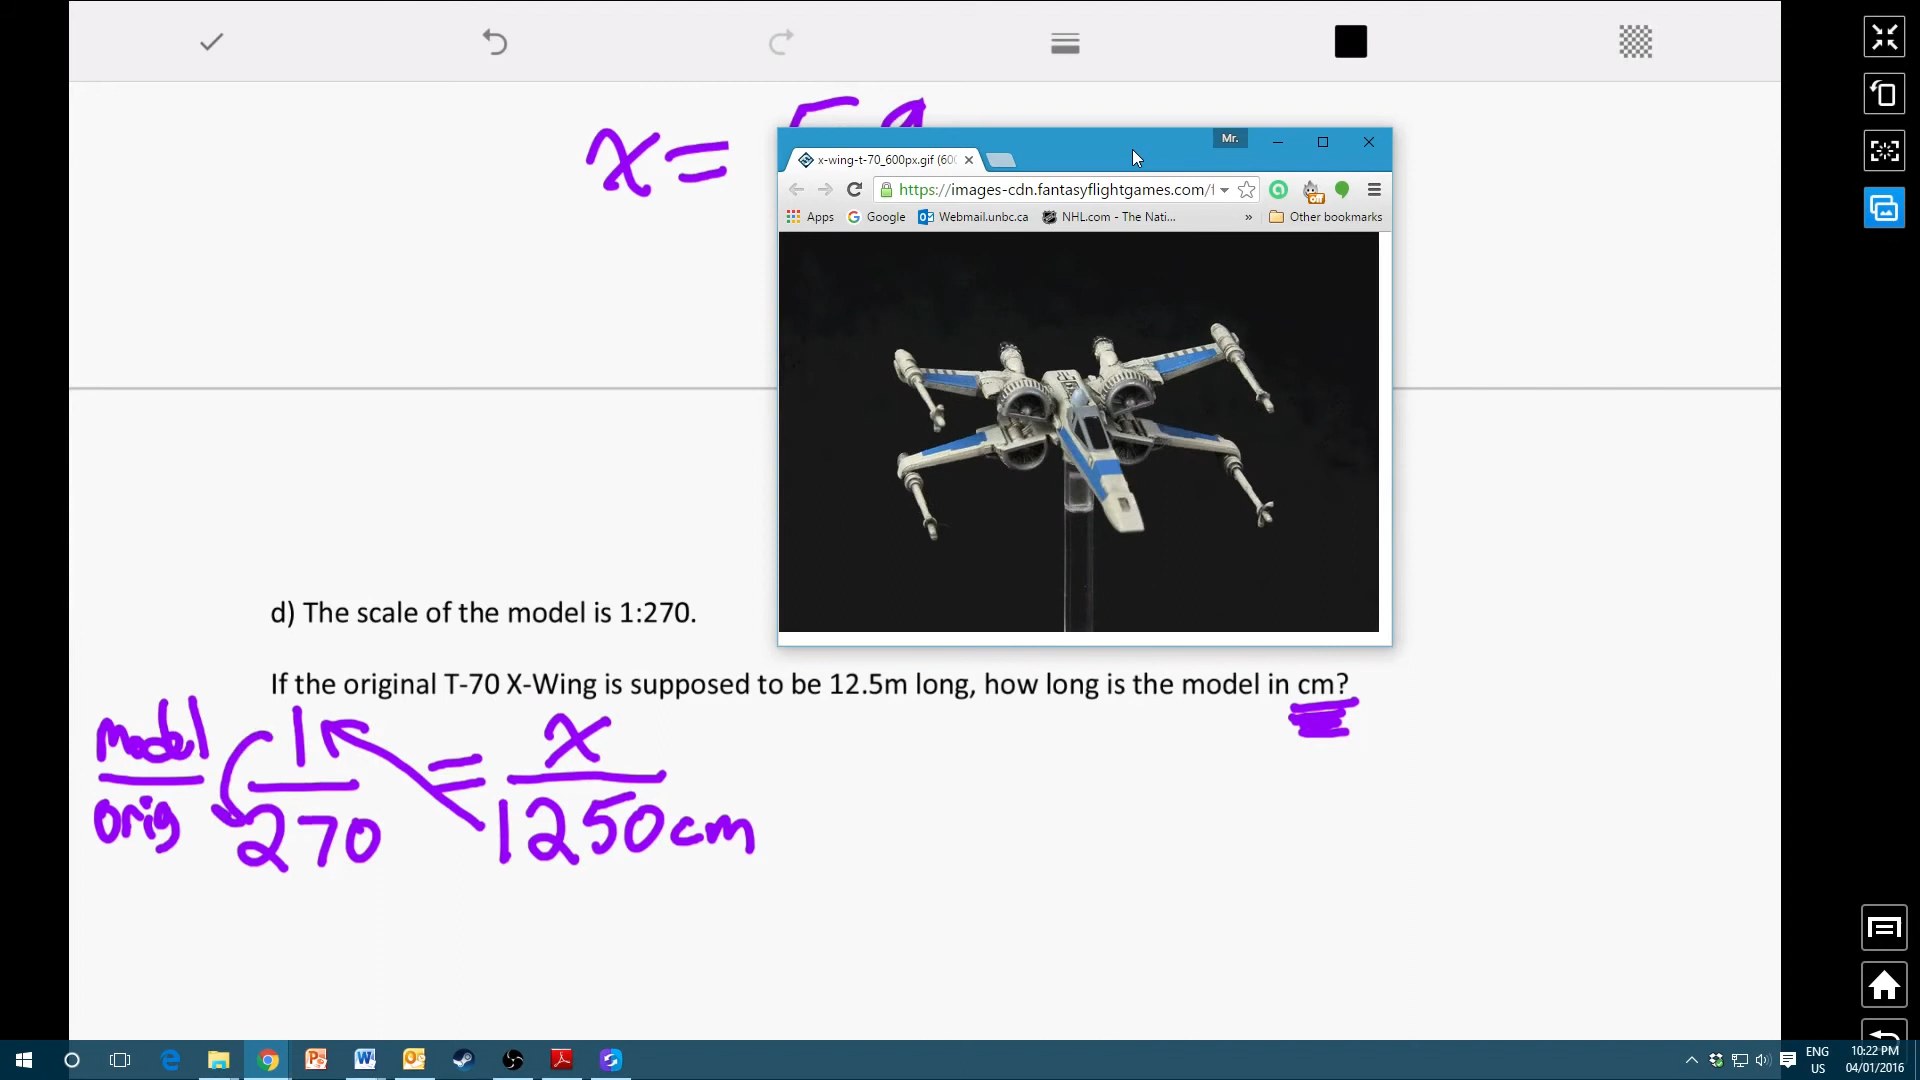 x=
Mr.
x-wing-t-70_600px.gif (600
https://images-cdn.fantasyflightgames.com/f
Apps Google Webmail.unbc.ca NHL.com - The Nati... » Other bookmarks
d) The scale of the model is 1:270.
If the original T-70 X-Wing is supposed to be 12.5m long, how long is the model in cm?
model 1 = x
orig 270 1250cm
ENG 10:22 PM
US 04/01/2016